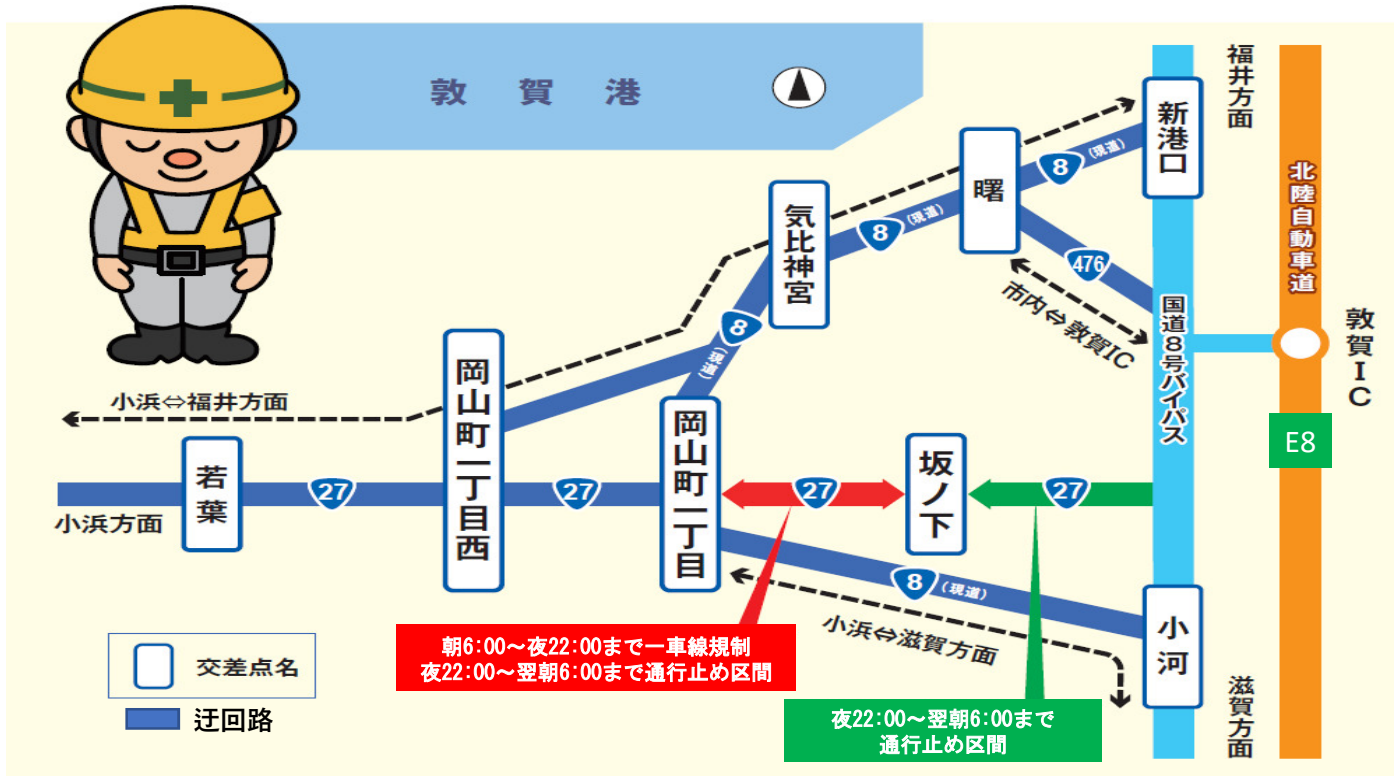 敦賀港
福井方面
新港口
8
(現道)
曙
北陸自動車道
気比神宮
8
(現道)
476
市内⇔敦賀IC
国道8号バイパス
敦賀IC
8
(現道)
岡山町一丁目西
小浜⇔福井方面
岡山町一丁目
E8
若葉
27
27
27
坂ノ下
27
小浜方面
8
(現道)
小浜⇔滋賀方面
小河
朝6:00～夜22:00まで一車線規制
夜22:00～翌朝6:00まで通行止め区間
交差点名
迂回路
夜22:00～翌朝6:00まで
通行止め区間
滋賀方面